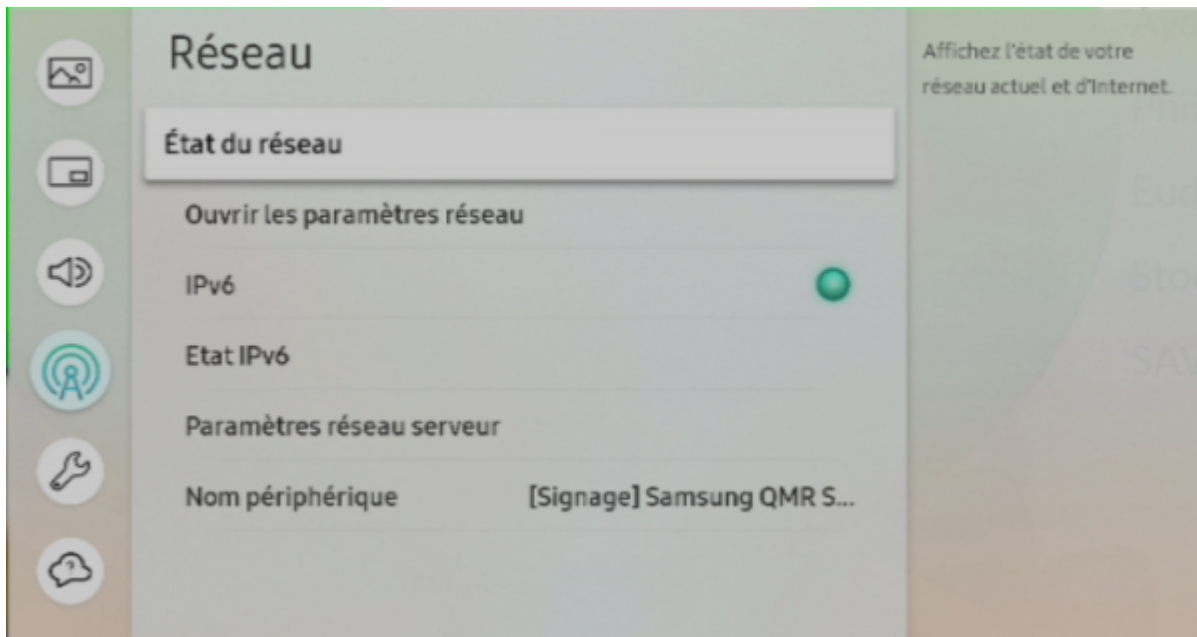 Réseau
Affichez l'état de votre
réseau actuel et d'Internet.
État du réseau
Ouvrir les paramètres réseau
IPv6
Etat IPv6
Paramètres réseau serveur
Nom périphérique [Signage] Samsung QMR S...